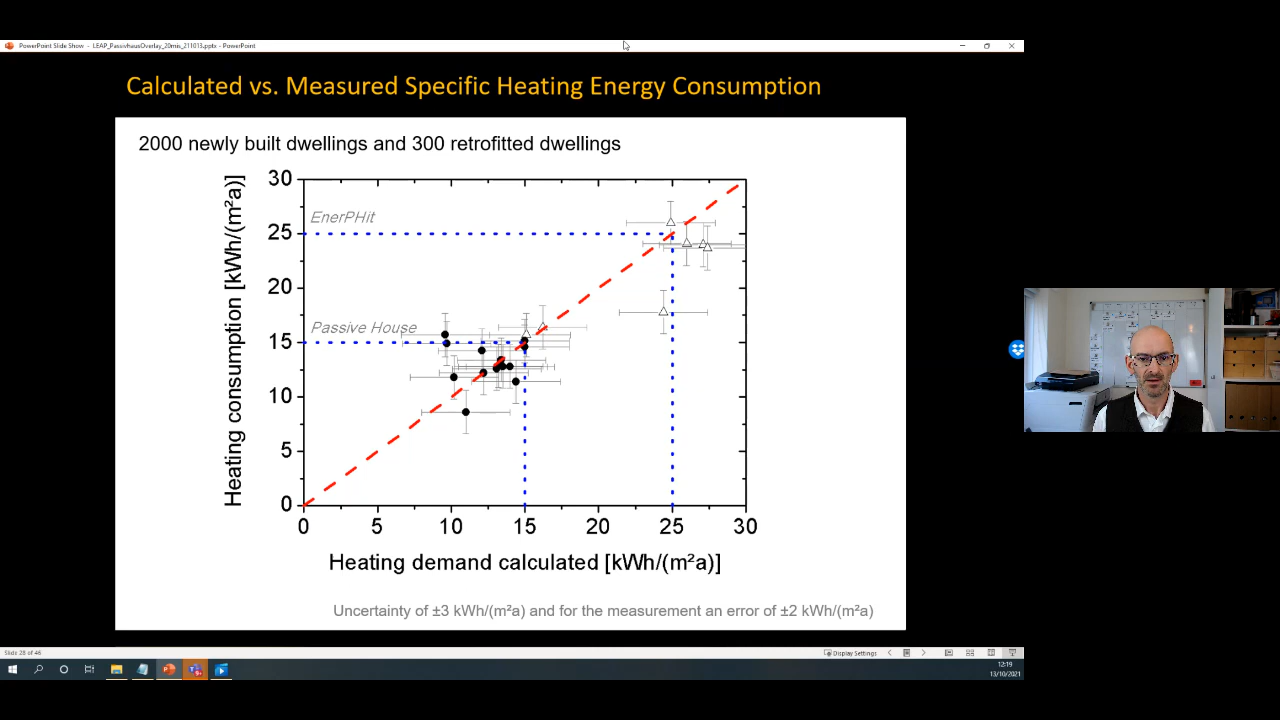 PowerPoint Slide Show - LEAP_PassivhausOverlay_20mis_211013.pptx - PowerPoint
Calculated vs. Measured Specific Heating Energy Consumption
2000 newly built dwellings and 300 retrofitted dwellings
Heating consumption [kWh/(m²a)]
30
25
20
15
10
5
0
EnerPHit
Passive House
0 5 10 15 20 25 30
Heating demand calculated [kWh/(m²a)]
Uncertainty of ±3 kWh/(m²a) and for the measurement an error of ±2 kWh/(m²a)
Slide 28 of 46
Display Settings
12:19
13/10/2021